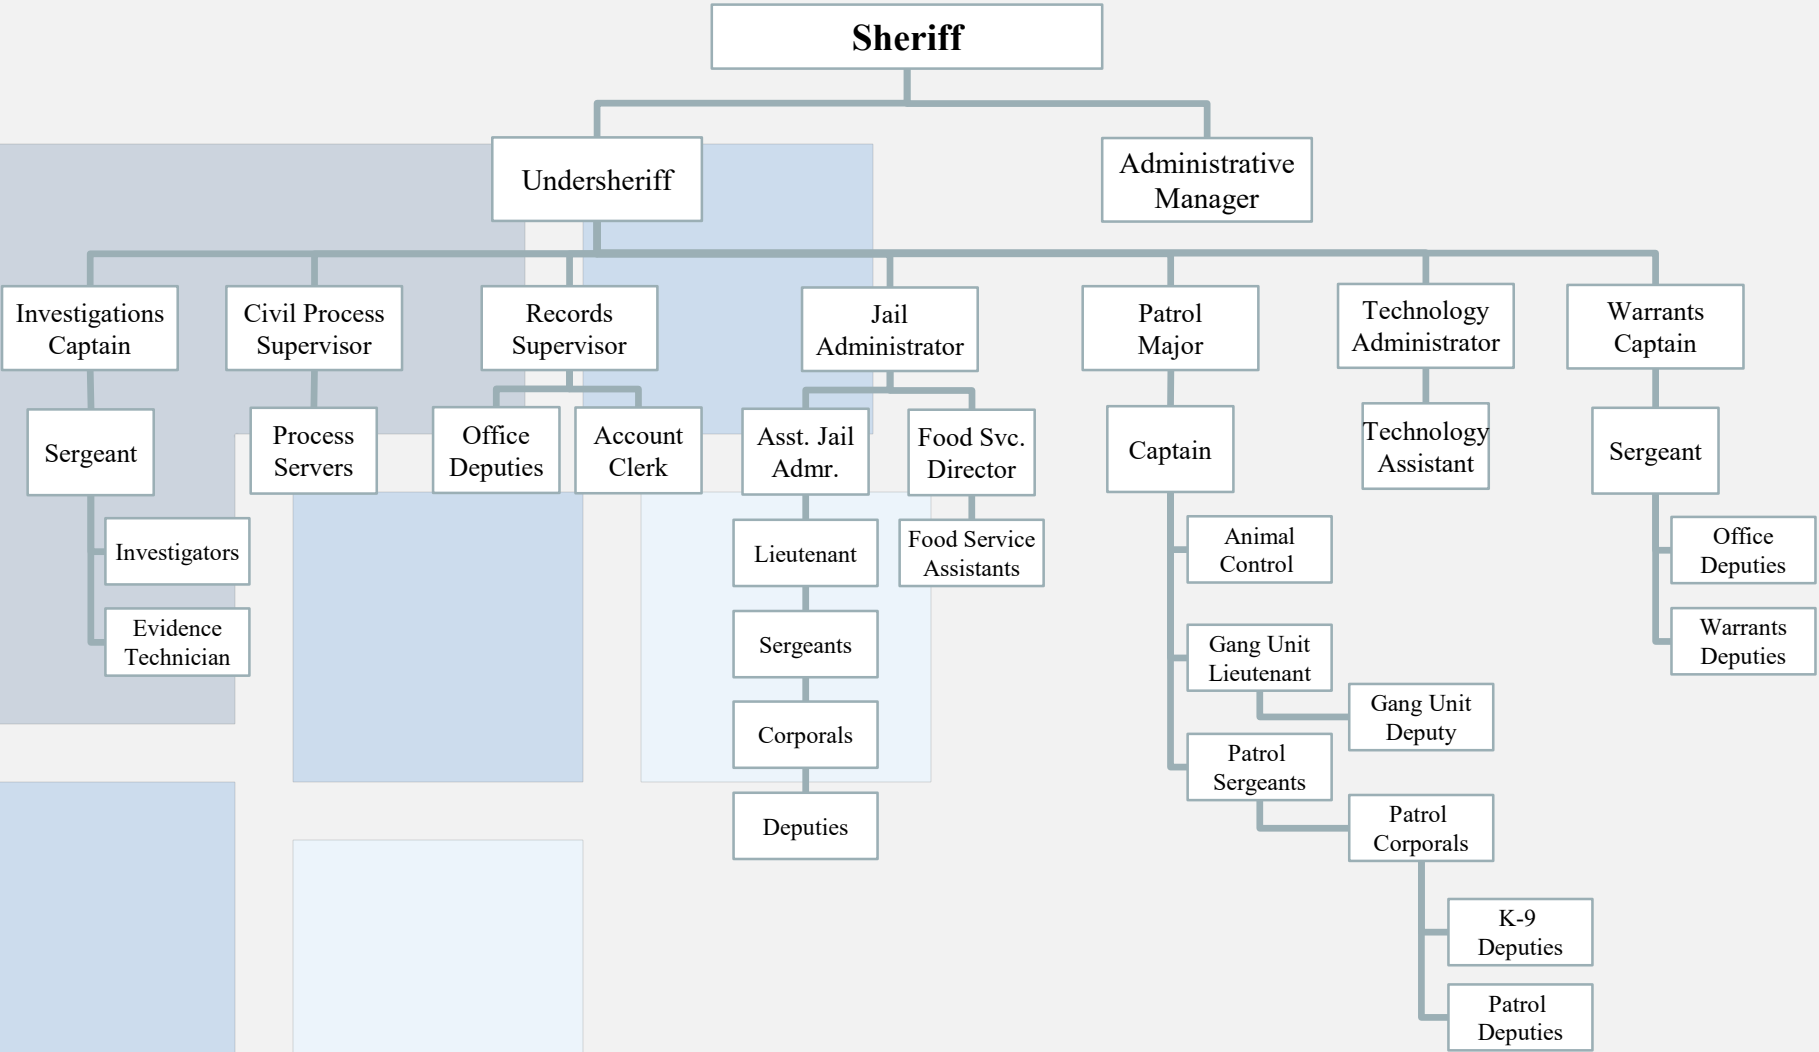 Sheriff
Undersheriff
Administrative
Manager
Investigations
Captain
Civil Process
Supervisor
Records
Supervisor
Jail
Administrator
Patrol
Major
Technology
Administrator
Warrants
Captain
Sergeant
Process
Servers
Office
Deputies
Account
Clerk
Asst. Jail
Admr.
Food Svc.
Director
Captain
Technology
Assistant
Sergeant
Investigators
Evidence
Technician
Lieutenant
Food Service
Assistants
Sergeants
Corporals
Deputies
Animal
Control
Gang Unit
Lieutenant
Gang Unit
Deputy
Patrol
Sergeants
Patrol
Corporals
K-9
Deputies
Patrol
Deputies
Office
Deputies
Warrants
Deputies